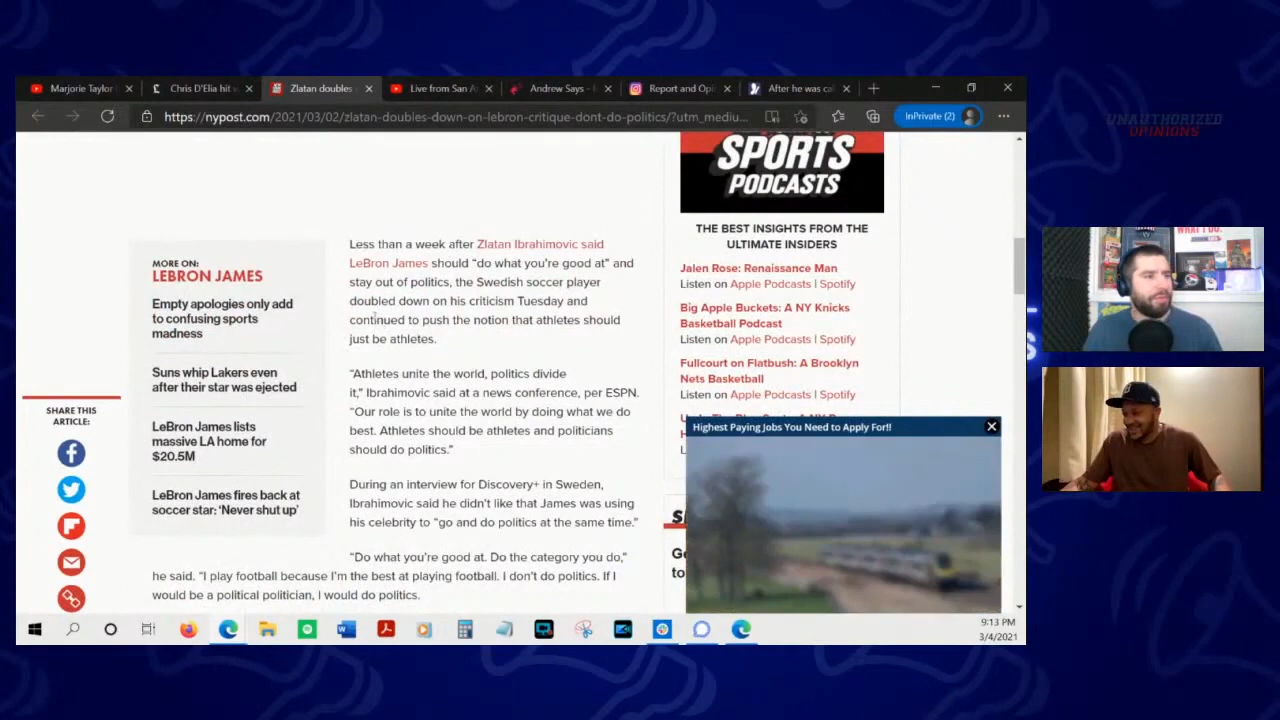 Marjorie Taylor
Chris D'Elia hit
Zlatan doubles
Live from San A
Andrew Says -
Report and Opi
After he was ca
https://nypost.com/2021/03/02/zlatan-doubles-down-on-lebron-critique-dont-do-politics/?utm_mediu...
InPrivate (2)
UNAUTHORIZED
OPINIONS
SPORTS
PODCASTS
THE BEST INSIGHTS FROM THE
ULTIMATE INSIDERS
Jalen Rose: Renaissance Man
Listen on Apple Podcasts | Spotify
Big Apple Buckets: A NY Knicks
Basketball Podcast
Listen on Apple Podcasts | Spotify
Fullcourt on Flatbush: A Brooklyn
Nets Basketball
Listen on Apple Podcasts | Spotify
MORE ON:
LEBRON JAMES
Empty apologies only add
to confusing sports
madness
Suns whip Lakers even
after their star was ejected
LeBron James lists
massive LA home for
$20.5M
LeBron James fires back at
soccer star: ‘Never shut up’
SHARE THIS
ARTICLE:
Less than a week after Zlatan Ibrahimovic said
LeBron James should “do what you’re good at” and
stay out of politics, the Swedish soccer player
doubled down on his criticism Tuesday and
continued to push the notion that athletes should
just be athletes.
“Athletes unite the world, politics divide
it,” Ibrahimovic said at a news conference, per ESPN.
“Our role is to unite the world by doing what we do
best. Athletes should be athletes and politicians
should do politics.”
During an interview for Discovery+ in Sweden,
Ibrahimovic said he didn’t like that James was using
his celebrity to “go and do politics at the same time.”
“Do what you’re good at. Do the category you do,”
he said. “I play football because I’m the best at playing football. I don’t do politics. If I
would be a political politician, I would do politics.
Highest Paying Jobs You Need to Apply For!!
Go
to
9:13 PM
3/4/2021